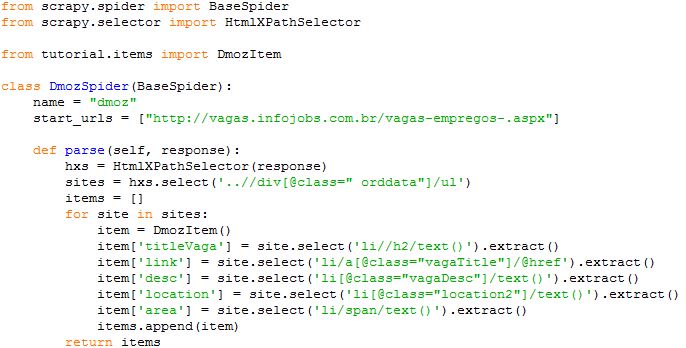 from scrapy.spider import BaseSpider
from scrapy.selector import HtmlXPathSelector

from tutorial.items import DmozItem

class DmozSpider(BaseSpider):
    name = "dmoz"
    start_urls = ["http://vagas.infojobs.com.br/vagas-empregos-.aspx"]

    def parse(self, response):
        hxs = HtmlXPathSelector(response)
        sites = hxs.select('..//div[@class=" orddata"]/ul')
        items = []
        for site in sites:
            item = DmozItem()
            item['titleVaga'] = site.select('li//h2/text()').extract()
            item['link'] = site.select('li/a[@class="vagaTitle"]/@href').extract()
            item['desc'] = site.select('li[@class="vagaDesc"]/text()').extract()
            item['location'] = site.select('li[@class="location2"]/text()').extract()
            item['area'] = site.select('li/span/text()').extract()
            items.append(item)
        return items